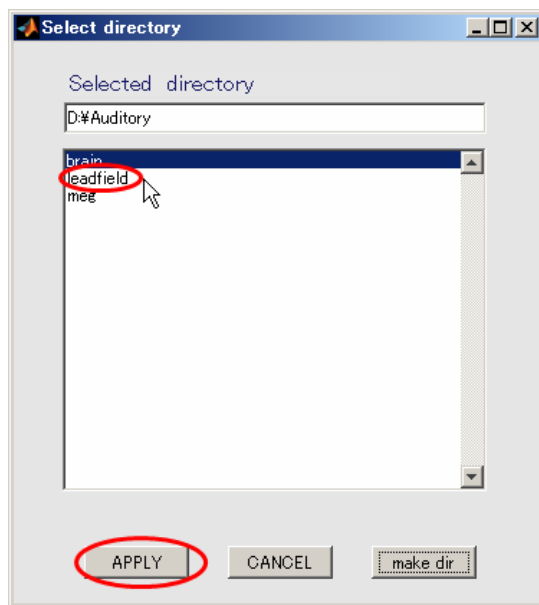 Select directory
Selected directory
D:¥Auditory
brain
leadfield
meg
APPLY
CANCEL
make dir